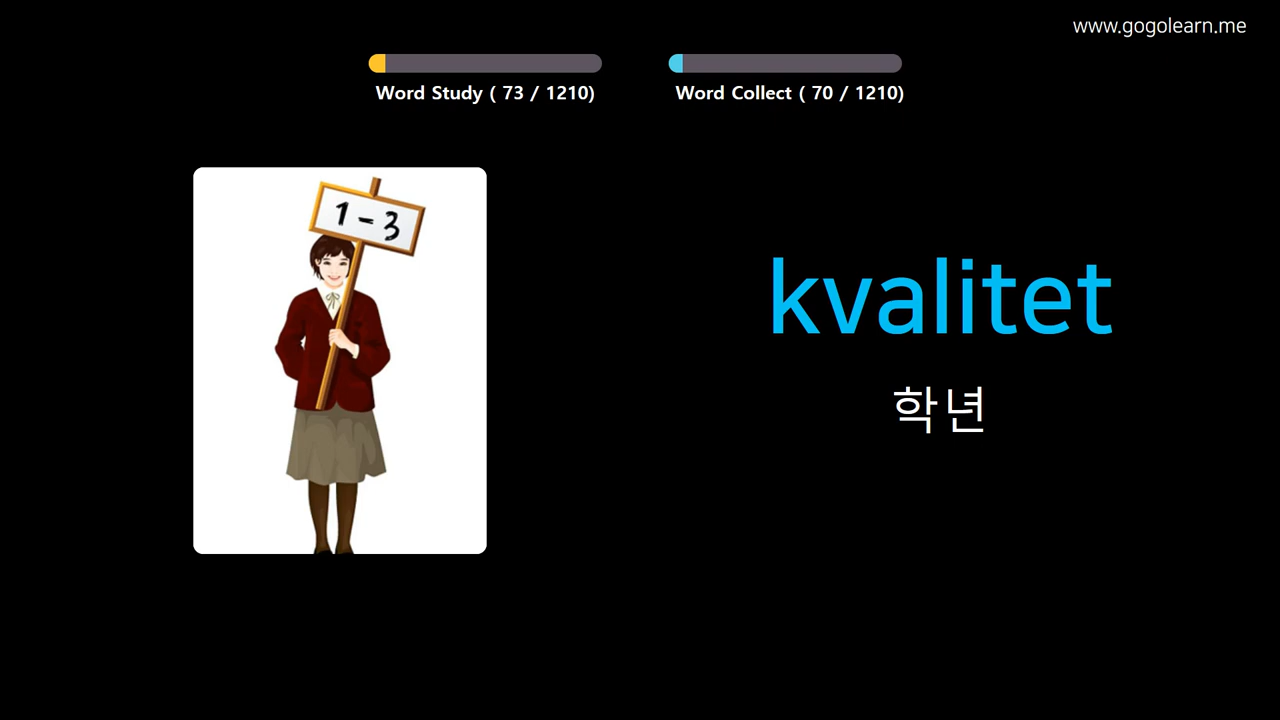 www.gogolearn.me
Word Study ( 73 / 1210)
Word Collect ( 70 / 1210)
1 - 3
kvalitet
학년